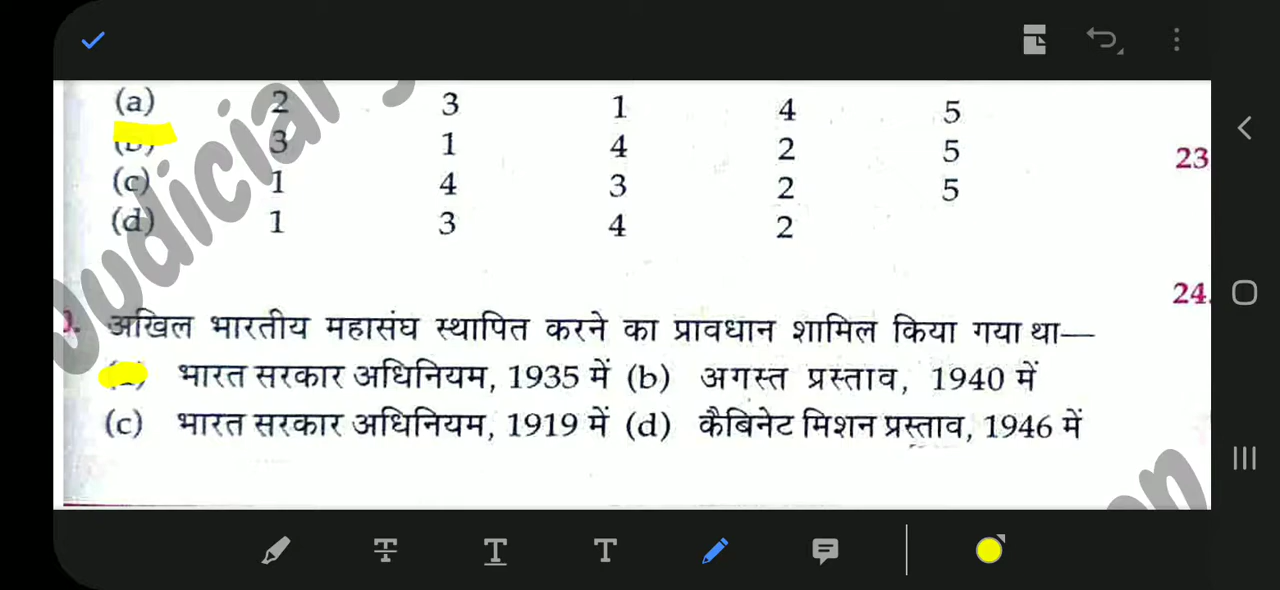 (a) 2 3 1 4 5
3 1 4 2 5
(c) 1 4 3 2 5
(d) 1 3 4 2
23
24.
अखिल भारतीय महासंघ स्थापित करने का प्रावधान शामिल किया गया था—
भारत सरकार अधिनियम, 1935 में (b) अगस्त प्रस्ताव, 1940 में
(c) भारत सरकार अधिनियम, 1919 में (d) कैबिनेट मिशन प्रस्ताव, 1946 में
Judicial
on